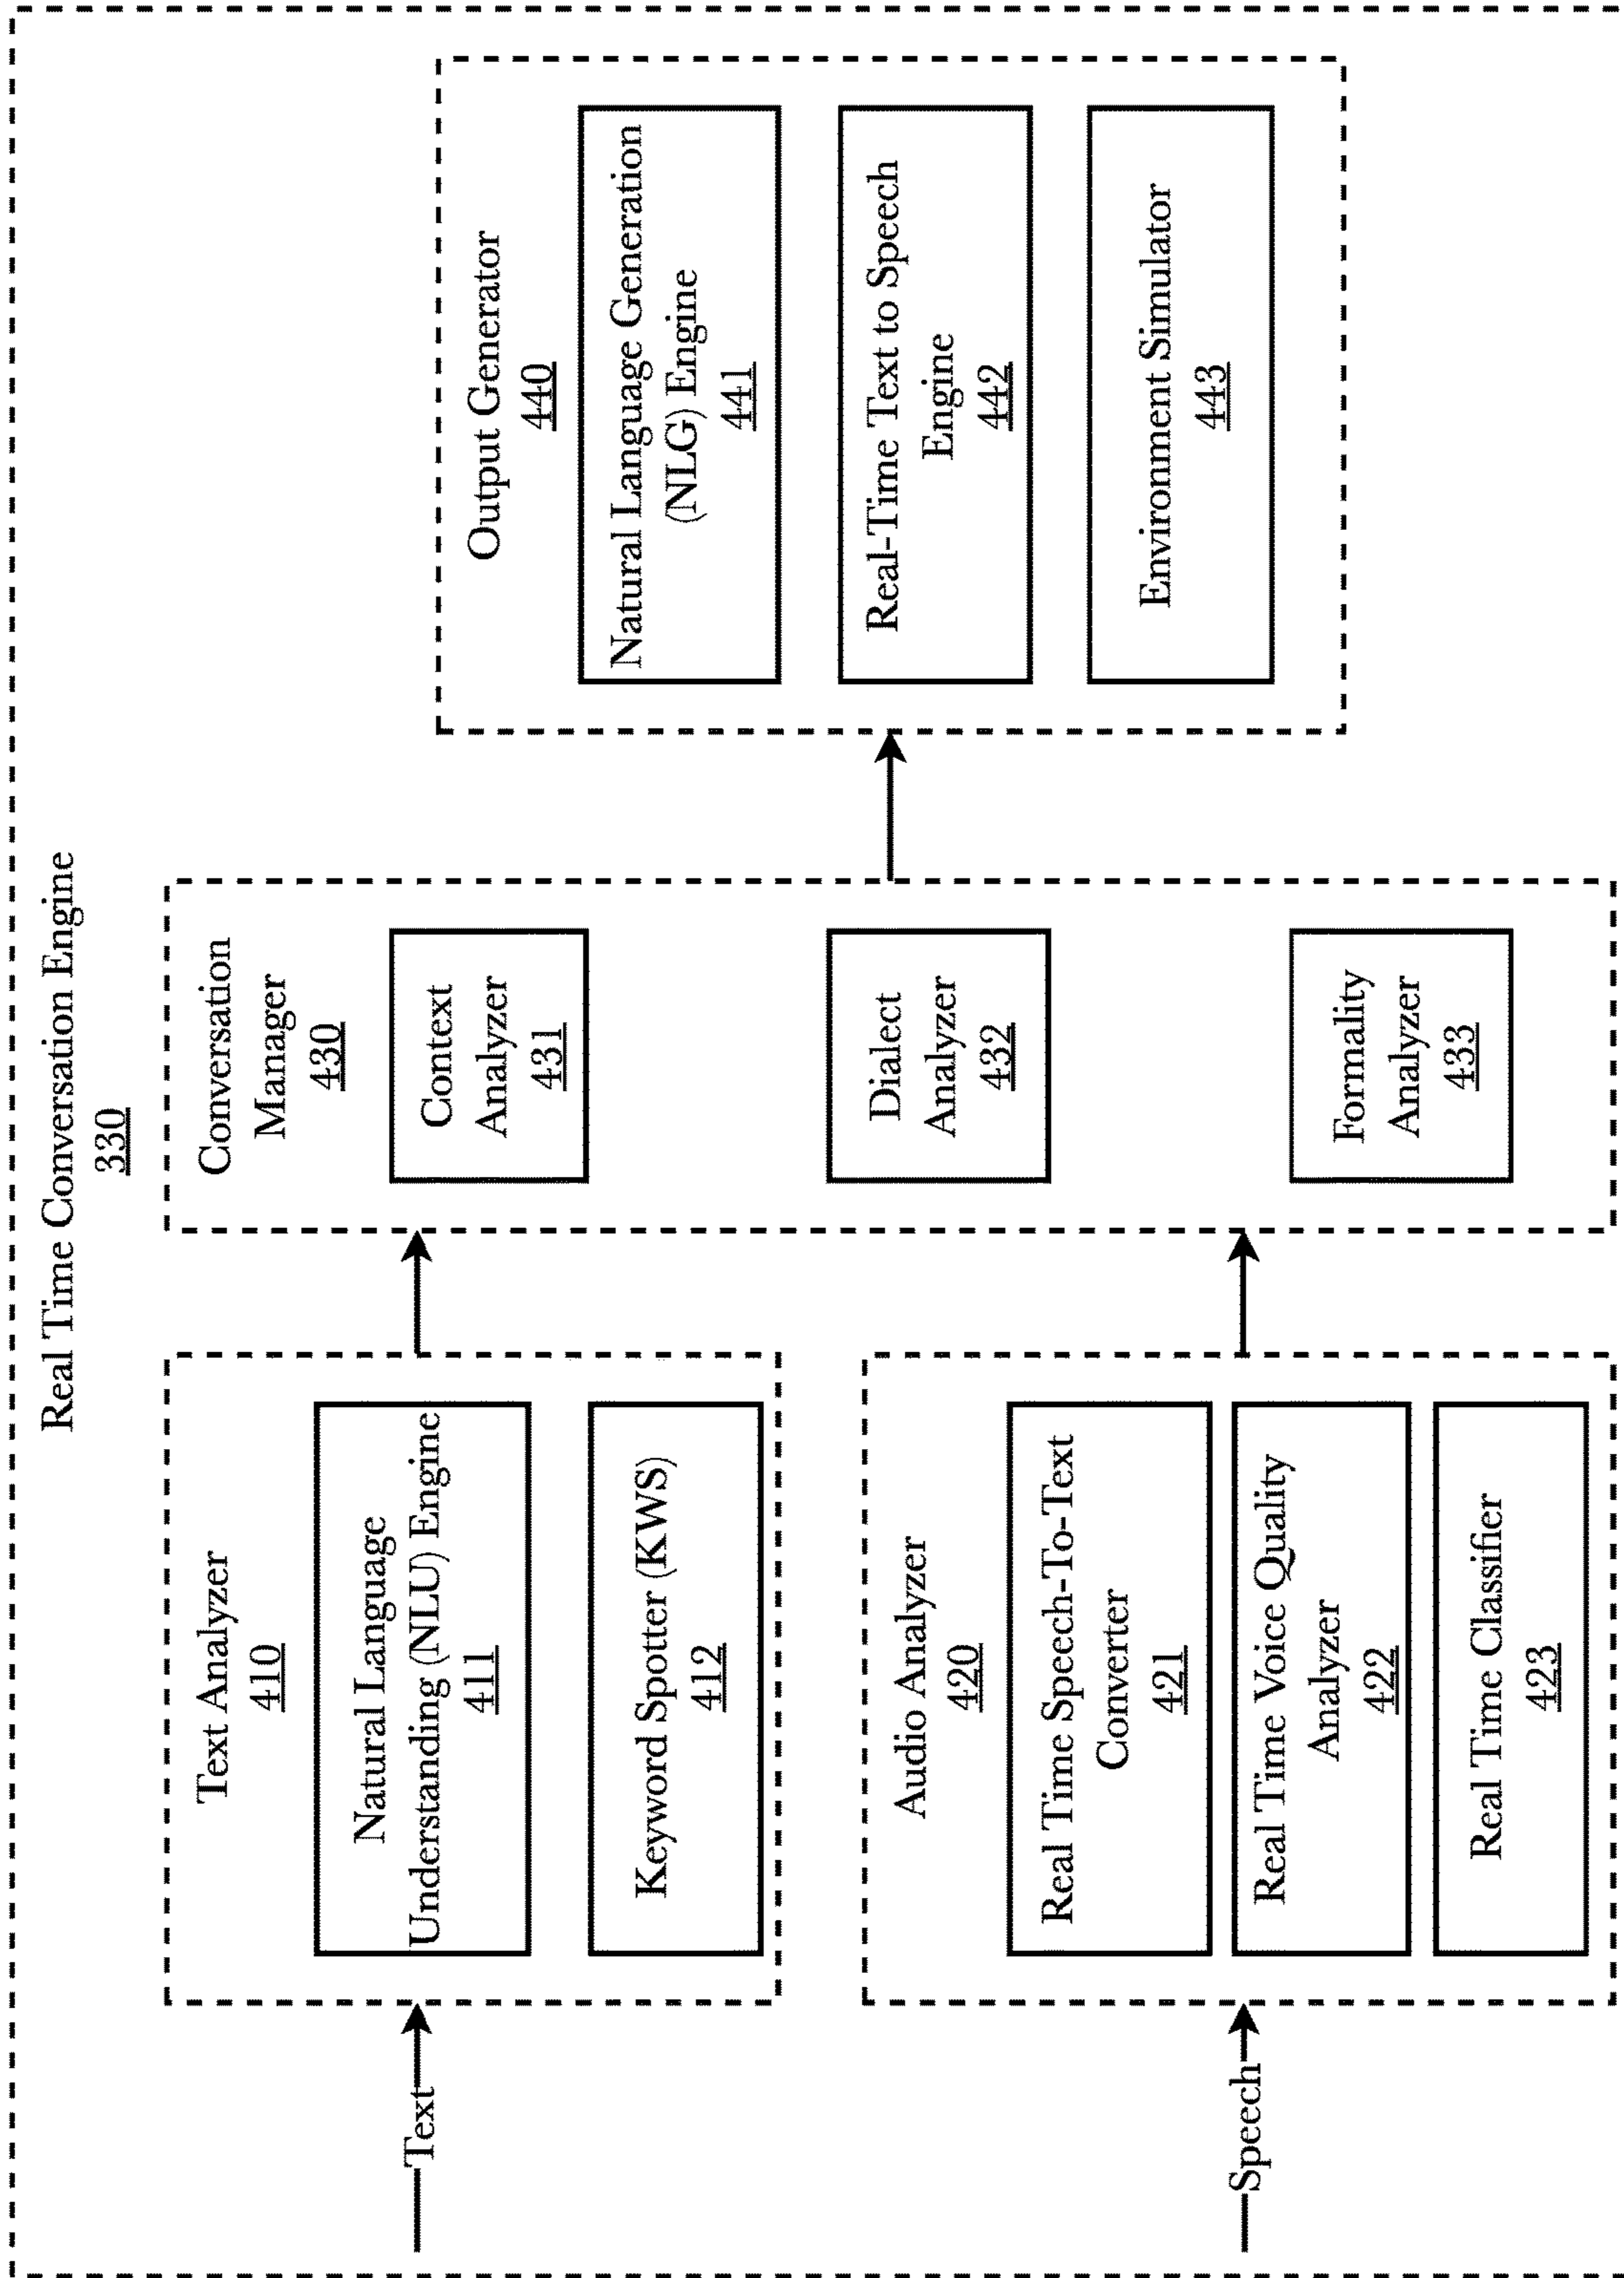 Real Time Conversation Engine
330
Text
Text Analyzer
410
Natural Language
Understanding (NLU) Engine
411
Keyword Spotter (KWS)
412
Speech
Audio Analyzer
420
Real Time Speech-To-Text
Converter
421
Real Time Voice Quality
Analyzer
422
Real Time Classifier
423
Conversation
Manager
430
Context
Analyzer
431
Dialect
Analyzer
432
Formality
Analyzer
433
Output Generator
440
Natural Language Generation
(NLG) Engine
441
Real-Time Text to Speech
Engine
442
Environment Simulator
443